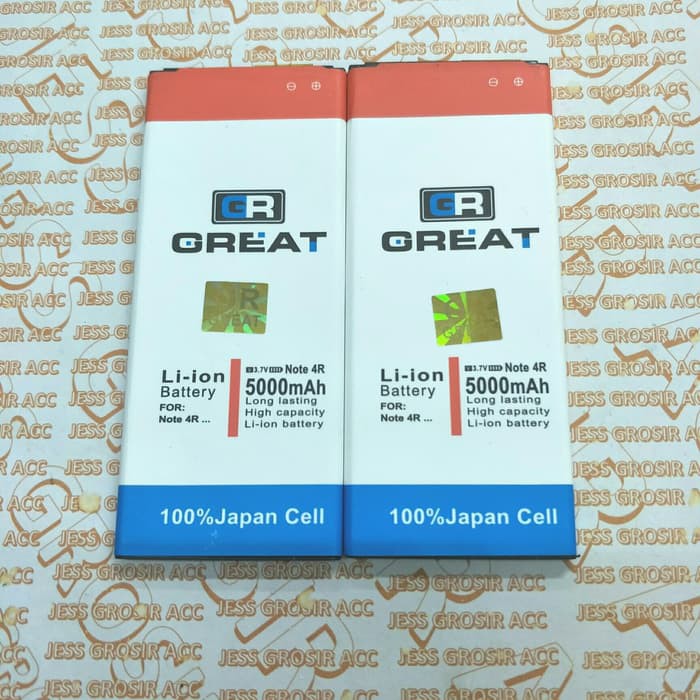 GR
GREAT
Li-ion
Battery
FOR:
Note 4R ...
3.7V Note 4R
5000mAh
Long lasting
High capacity
Li-ion battery
100%Japan Cell
GR
GREAT
Li-ion
Battery
FOR:
Note 4R ...
3.7V Note 4R
5000mAh
Long lasting
High capacity
Li-ion battery
100%Japan Cell
JESS GROSIR ACC